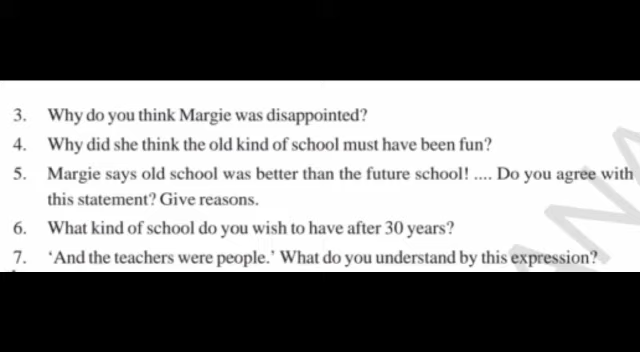 3. Why do you think Margie was disappointed?
4. Why did she think the old kind of school must have been fun?
5. Margie says old school was better than the future school! .... Do you agree with
this statement? Give reasons.
6. What kind of school do you wish to have after 30 years?
7. ‘And the teachers were people.’ What do you understand by this expression?